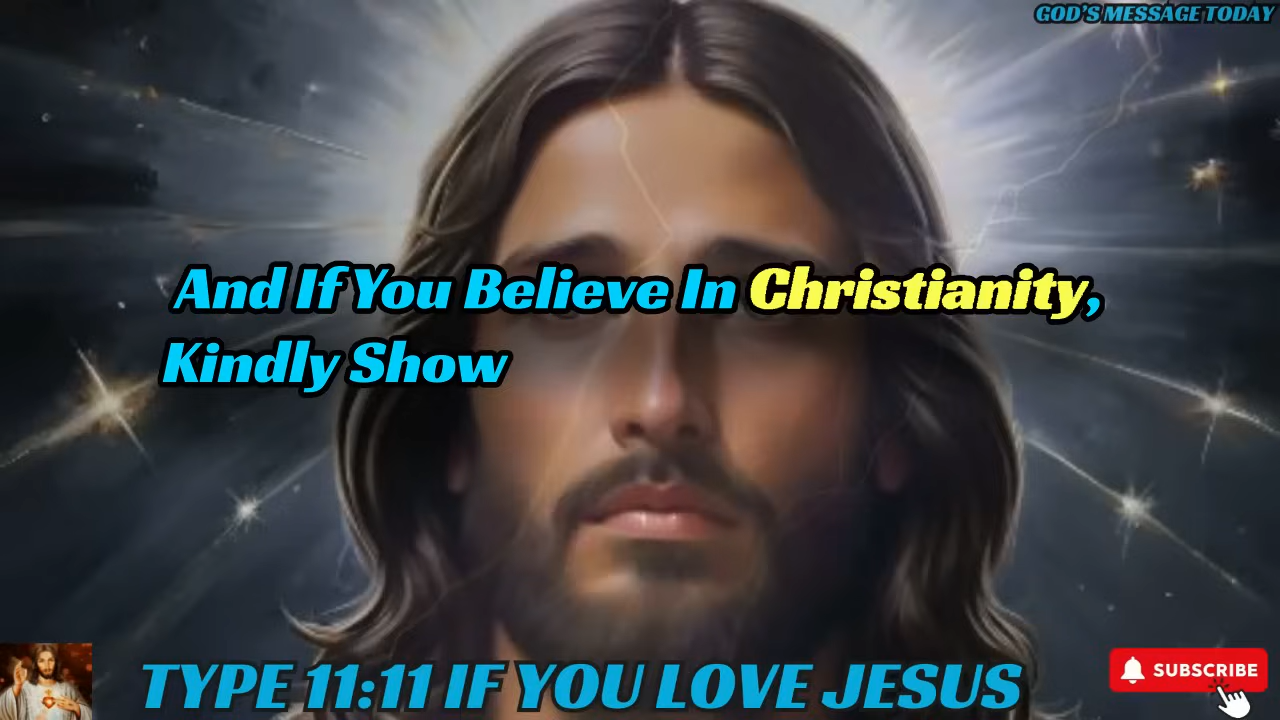 GOD'S MESSAGE TODAY
And If You Believe In Christianity,
Kindly Show
TYPE 11:11 IF YOU LOVE JESUS
SUBSCRIBE